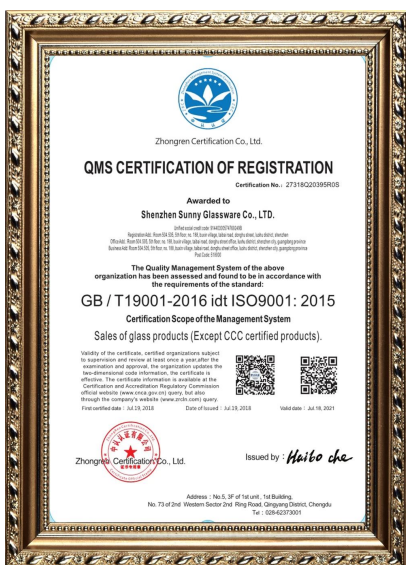 Zhongren Certification Co., Ltd.
QMS CERTIFICATION OF REGISTRATION
Certification No.: 27318Q20395R0S
Awarded to
Shenzhen Sunny Glassware Co., LTD.
The Quality Management System of the above
organization has been assessed and found to be in accordance with
the requirements of the standard:
GB / T19001-2016 idt ISO9001: 2015
Certification Scope of the Management System
Sales of glass products (Except CCC certified products).
Validity of the certificate, certified organizations subject
to supervision and review at least once a year,after the
examination and approval, the organization updates the
two-dimensional code information, the certificate is
effective. The certificate information is available at the
Certification and Accreditation Regulatory Commission
official website (www.cnca.gov.cn) query, but also
through the company's website (www.zrcln.com) query!
First certified date : Jul.19, 2018 Date of Issued : Jul.19, 2018 Valid date : Jul.18, 2021
Zhongren Certification Co., Ltd.
Issued by : Haibo che
Address : No.5, 3F of 1st unit , 1st Building,
No. 73 of 2nd Western Sector 2nd Ring Road, Qingyang District, Chengdu
Tel : 028-62373001